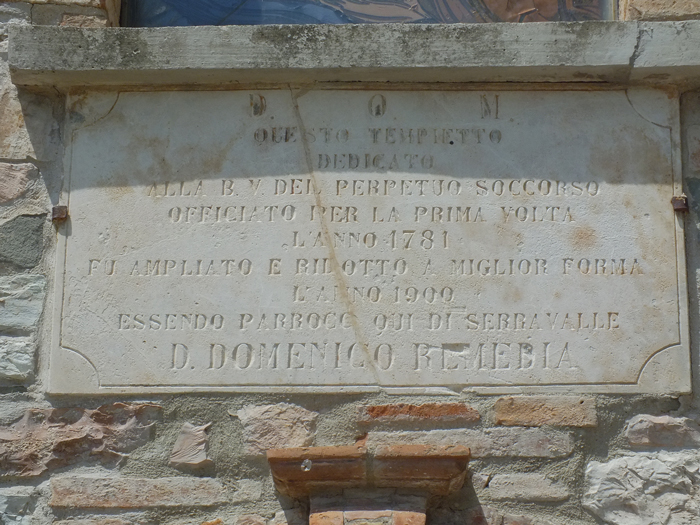 D O M
QUESTO TEMPIETTO
DEDICATO
ALLA B. V. DEL PERPETUO SOCCORSO
OFFICIATO PER LA PRIMA VOLTA
L'ANNO 1781
FU AMPLIATO E RIDOTTO A MIGLIOR FORMA
L'ANNO 1900
ESSENDO PARROCO QUI DI SERRAVALLE
D. DOMENICO REMEDIA